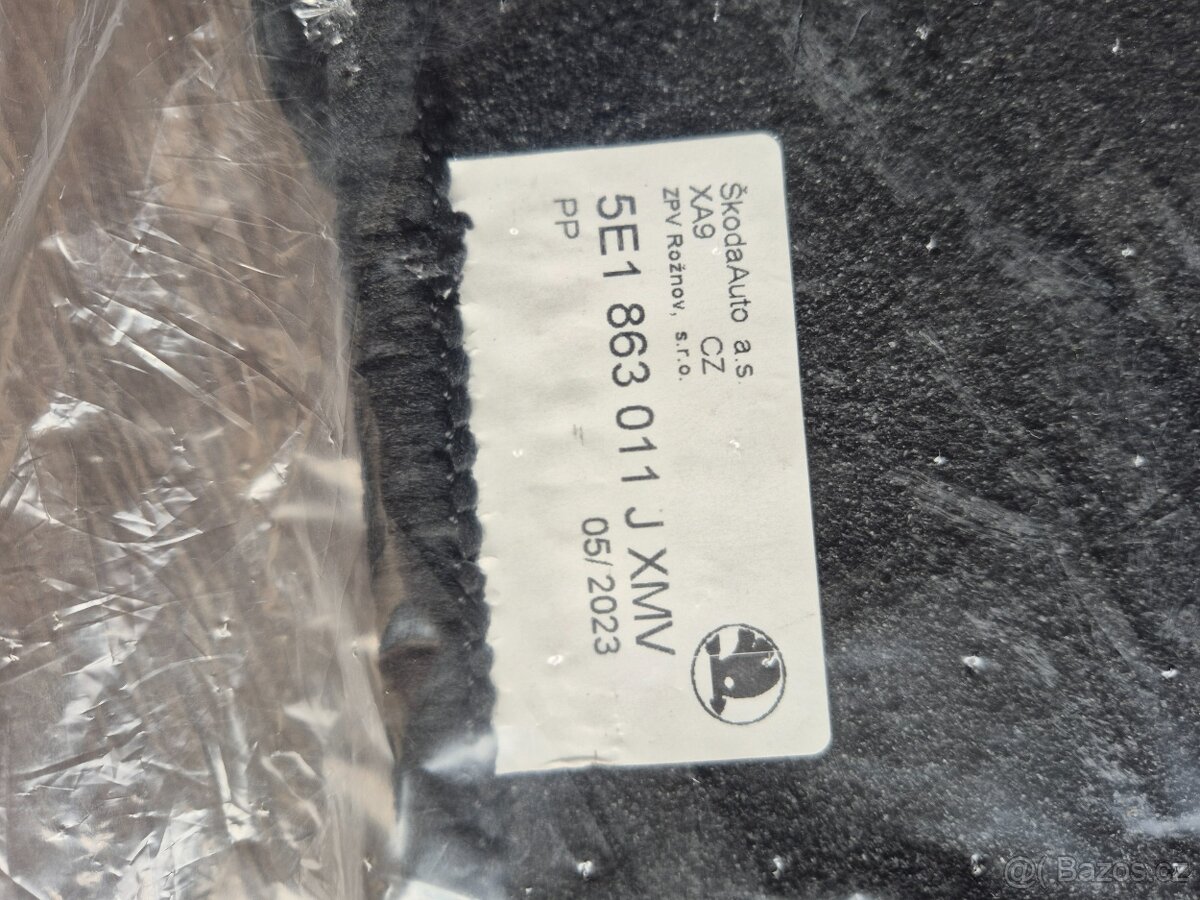 ŠkodaAuto a.s.
XA9 CZ
ZPV Rožnov, s.r.o.
5E1 863 011 J XMV
PP 05/2023
@( Bazos.cz